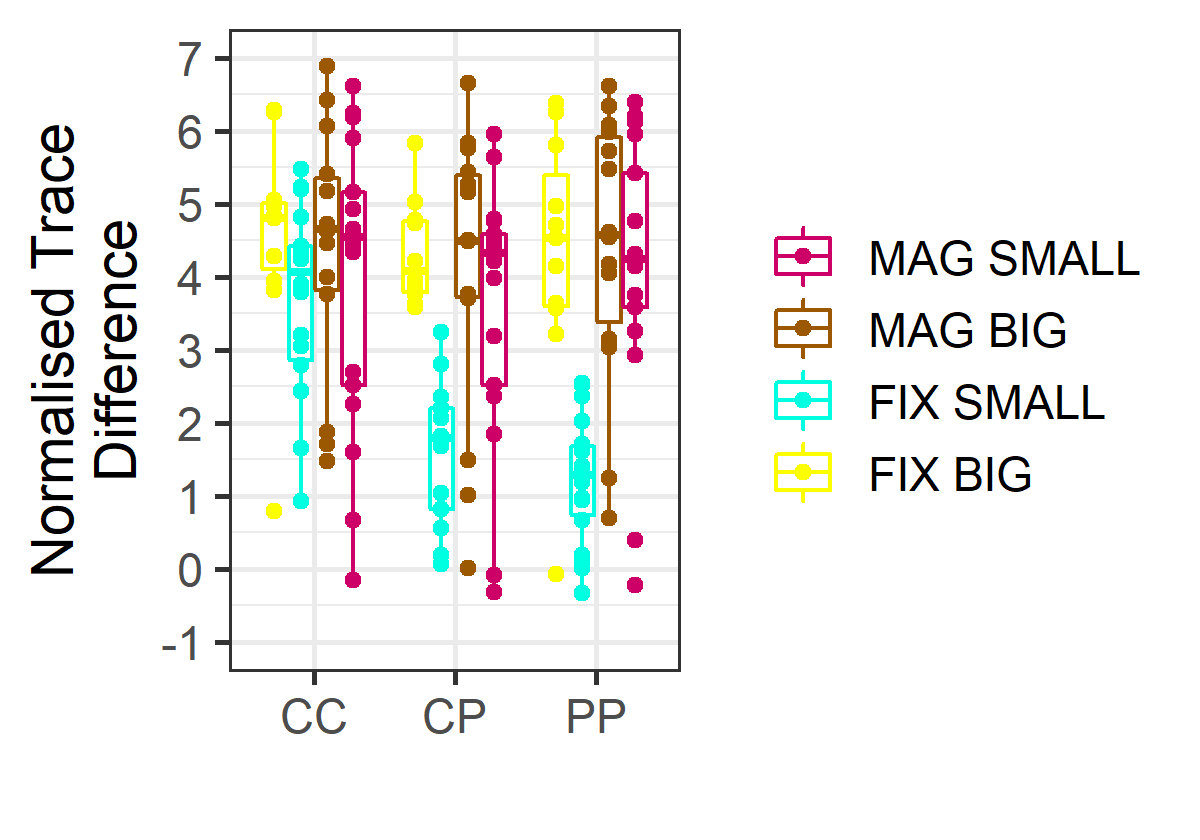 Normalised Trace
Difference
7
6
5
4
3
2
1
0
-1
CC CP PP
MAG SMALL
MAG BIG
FIX SMALL
FIX BIG